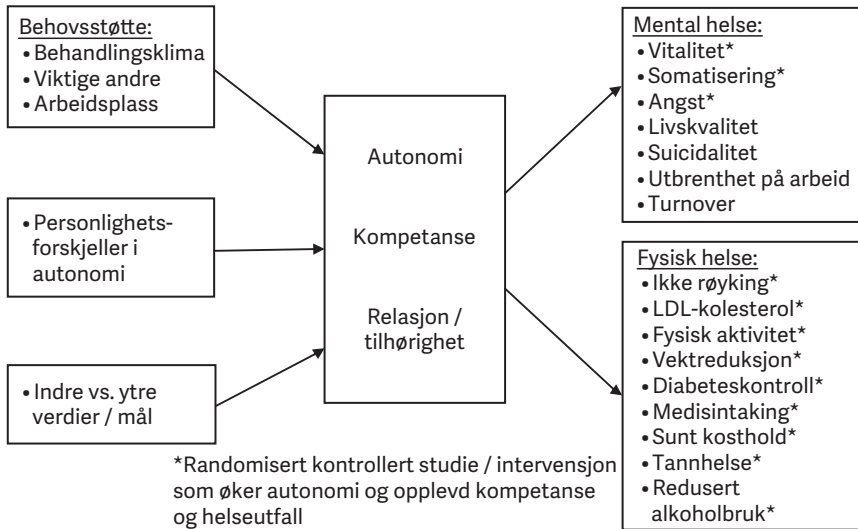 Behovsstøtte:
• Behandlingsklima
• Viktige andre
• Arbeidsplass
• Personlighets-
forskjeller i
autonomi
• Indre vs. ytre
verdier / mål
Autonomi
Kompetanse
Relasjon /
tilhørighet
Mental helse:
• Vitalitet*
• Somatisering*
• Angst*
• Livskvalitet
• Suicidalitet
• Utbrenthet på arbeid
• Turnover
Fysisk helse:
• Ikke røyking*
• LDL-kolesterol*
• Fysisk aktivitet*
• Vektreduksjon*
• Diabeteskontroll*
• Medisintaking*
• Sunt kosthold*
• Tannhelse*
• Redusert
alkoholbruk*
*Randomisert kontrollert studie / intervensjon
som øker autonomi og opplevd kompetanse
og helseutfall